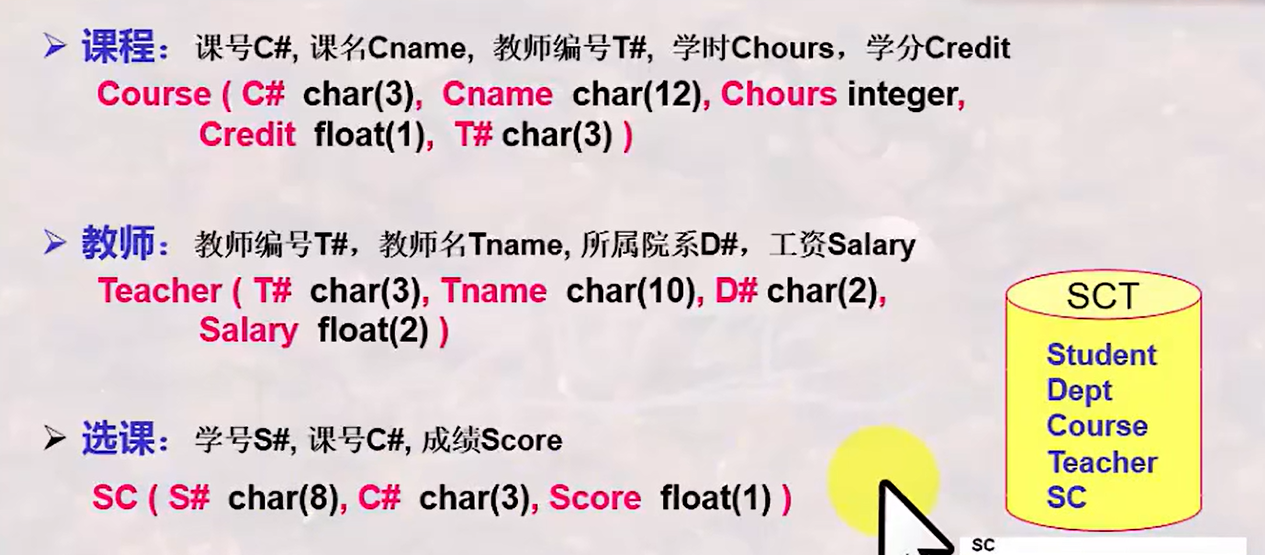 课程： 课号C#, 课名Cname, 教师编号T#, 学时Chours，学分Credit
Course ( C# char(3), Cname char(12), Chours integer,
Credit float(1), T# char(3) )
教师： 教师编号T#，教师名Tname, 所属院系D#，工资Salary
Teacher ( T# char(3), Tname char(10), D# char(2),
Salary float(2) )
选课： 学号S#, 课号C#, 成绩Score
SC ( S# char(8), C# char(3), Score float(1) )
SCT
Student
Dept
Course
Teacher
SC
SC